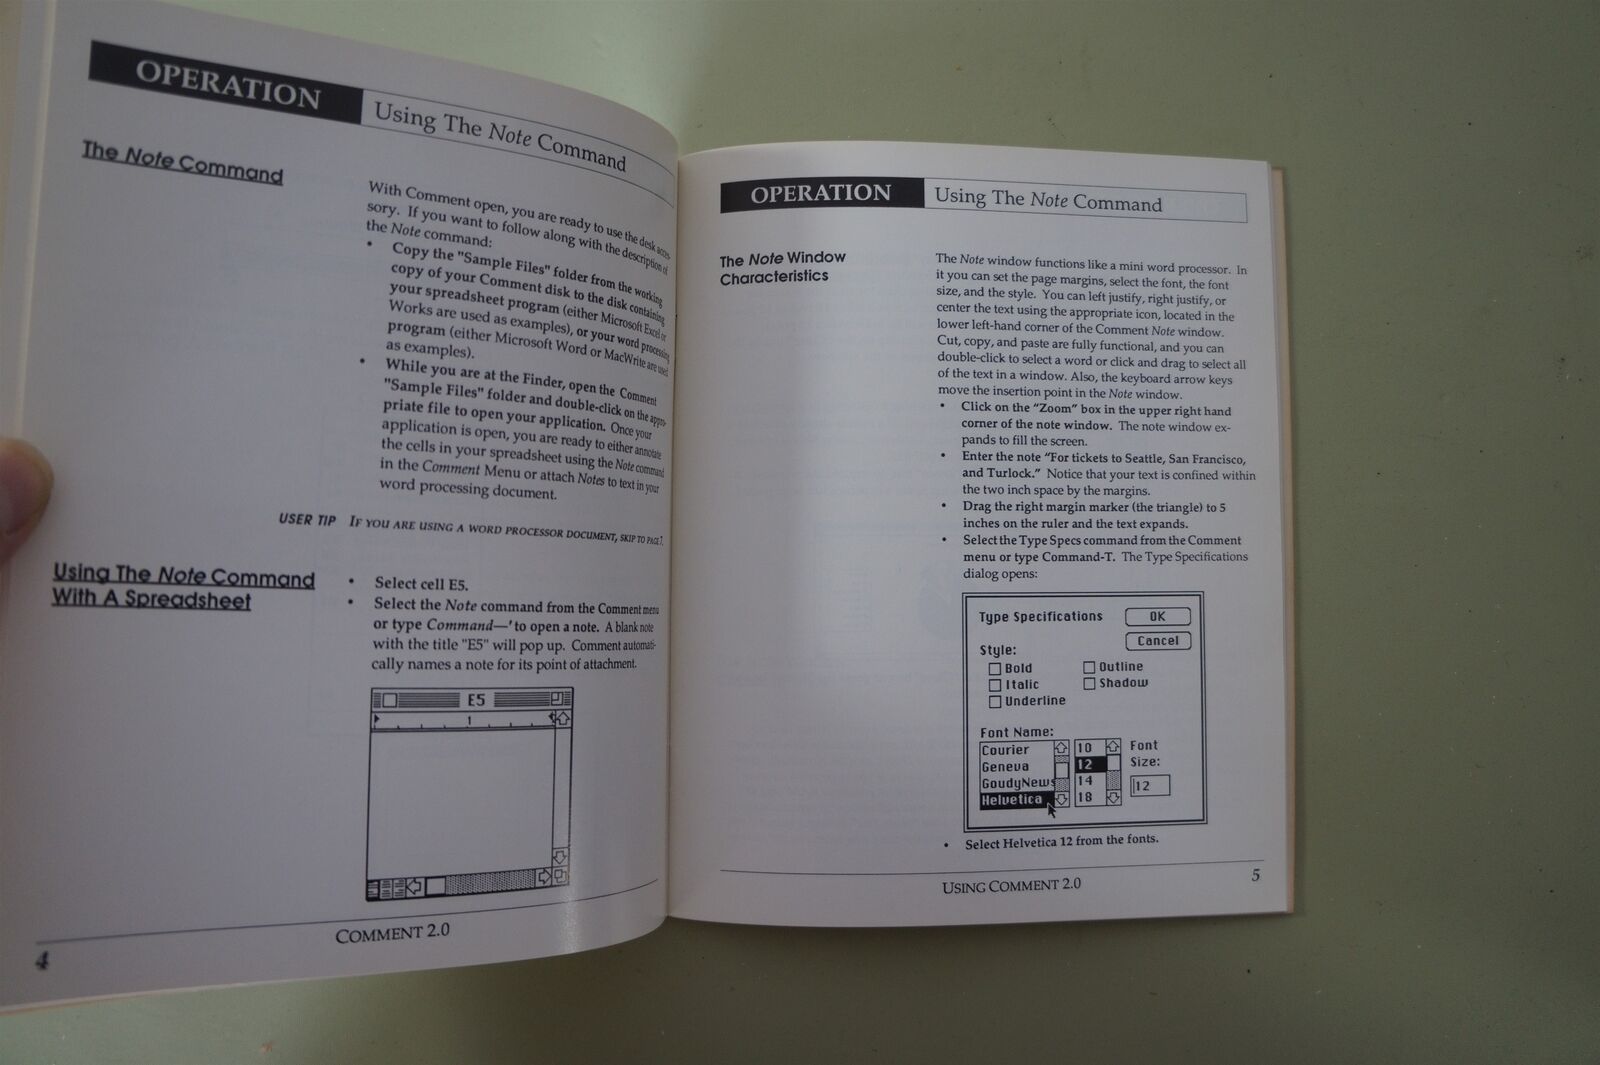 OPERATION
Using The Note Command
The Note Command
With Comment open, you are ready to use the desk acces-
sory. If you want to follow along with the description of
the Note command:
• Copy the "Sample Files" folder from the working
copy of your Comment disk to the disk containing
your spreadsheet program (either Microsoft Excel or
Works are used as examples), or your word processing
program (either Microsoft Word or MacWrite are used
as examples).
• While you are at the Finder, open the Comment
"Sample Files" folder and double-click on the appro-
priate file to open your application. Once your
application is open, you are ready to either annotate
the cells in your spreadsheet using the Note command
in the Comment Menu or attach Notes to text in your
word processing document.
USER TIP IF YOU ARE USING A WORD PROCESSOR DOCUMENT, SKIP TO PAGE 7.
Using The Note Command
With A Spreadsheet
• Select cell E5.
• Select the Note command from the Comment menu
or type Command—' to open a note. A blank note
with the title "E5" will pop up. Comment automati-
cally names a note for its point of attachment.
E5
1
COMMENT 2.0
4
OPERATION
Using The Note Command
The Note Window
Characteristics
The Note window functions like a mini word processor. In
it you can set the page margins, select the font, the font
size, and the style. You can left justify, right justify, or
center the text using the appropriate icon, located in the
lower left-hand corner of the Comment Note window.
Cut, copy, and paste are fully functional, and you can
double-click to select a word or click and drag to select all
of the text in a window. Also, the keyboard arrow keys
move the insertion point in the Note window.
• Click on the "Zoom" box in the upper right hand
corner of the note window. The note window ex-
pands to fill the screen.
• Enter the note "For tickets to Seattle, San Francisco,
and Turlock." Notice that your text is confined within
the two inch space by the margins.
• Drag the right margin marker (the triangle) to 5
inches on the ruler and the text expands.
• Select the Type Specs command from the Comment
menu or type Command-T. The Type Specifications
dialog opens:
Type Specifications
OK
Cancel
Style:
Bold
Outline
Italic
Shadow
Underline
Font Name:
Courier
Geneva
GoudyNews
Helvetica
10
12
14
18
Font
Size:
12
• Select Helvetica 12 from the fonts.
USING COMMENT 2.0
5